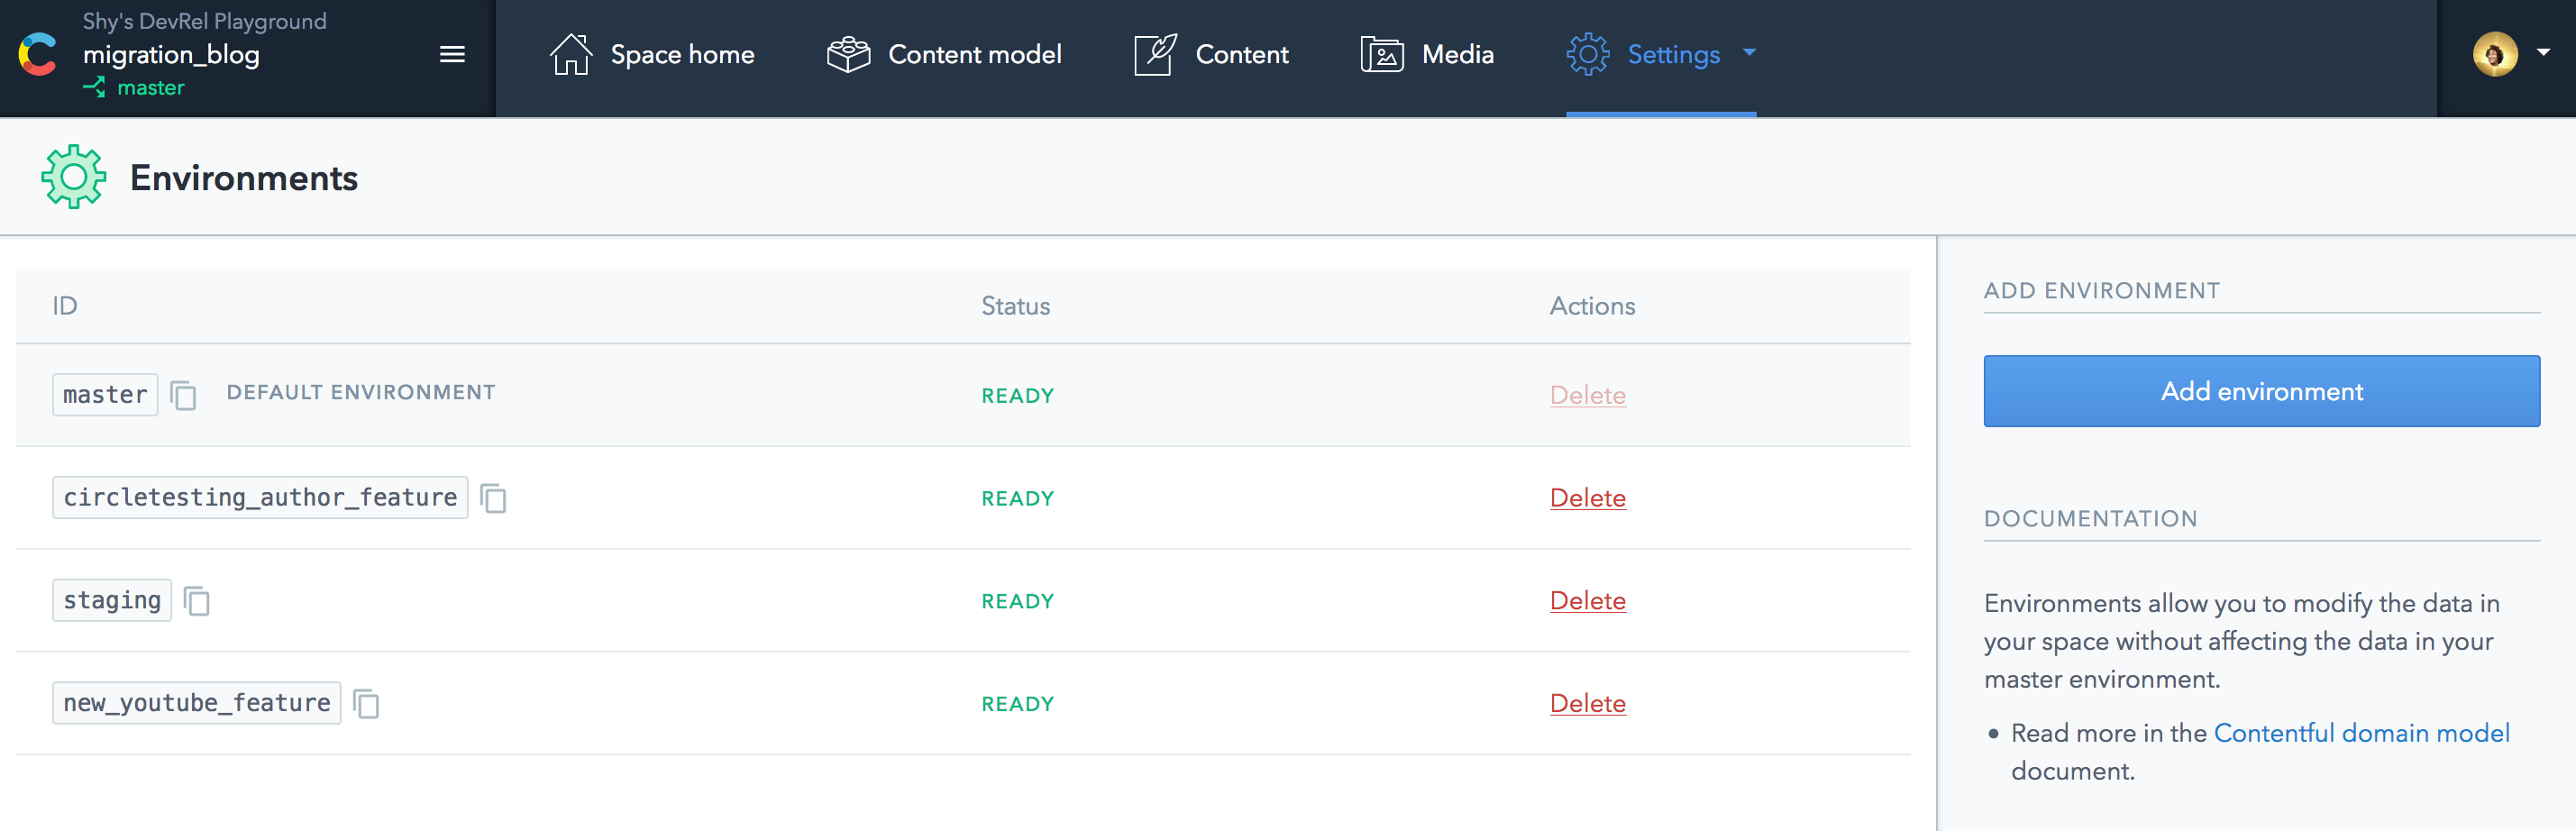 Shy's DevRel Playground
migration_blog
master
Space home
Content model
Content
Media
Settings
Environments
ID Status Actions
master DEFAULT ENVIRONMENT READY Delete
circletesting_author_feature READY Delete
staging READY Delete
new_youtube_feature READY Delete
ADD ENVIRONMENT
Add environment
DOCUMENTATION
Environments allow you to modify the data in
your space without affecting the data in your
master environment.
• Read more in the Contentful domain model
document.